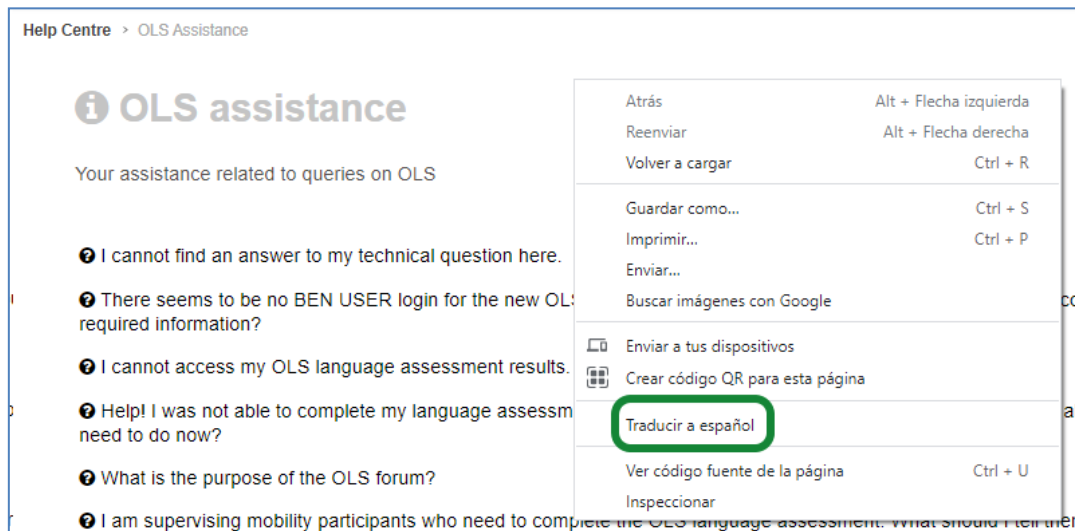 Help Centre > OLS Assistance
OLS assistance
Your assistance related to queries on OLS
I cannot find an answer to my technical question here.
There seems to be no BEN USER login for the new OLS
required information?
I cannot access my OLS language assessment results.
Help! I was not able to complete my language assessm
need to do now?
What is the purpose of the OLS forum?
I am supervising mobility participants who need to complete the OLS language assessment. What should I tell them
Atrás Alt + Flecha izquierda
Reenviar Alt + Flecha derecha
Volver a cargar Ctrl + R
Guardar como... Ctrl + S
Imprimir... Ctrl + P
Enviar...
Buscar imágenes con Google
Enviar a tus dispositivos
Crear código QR para esta página
Traducir a español
Ver código fuente de la página Ctrl + U
Inspeccionar